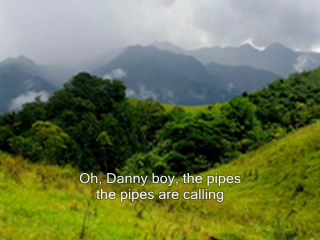 Oh, Danny boy, the pipes
the pipes are calling